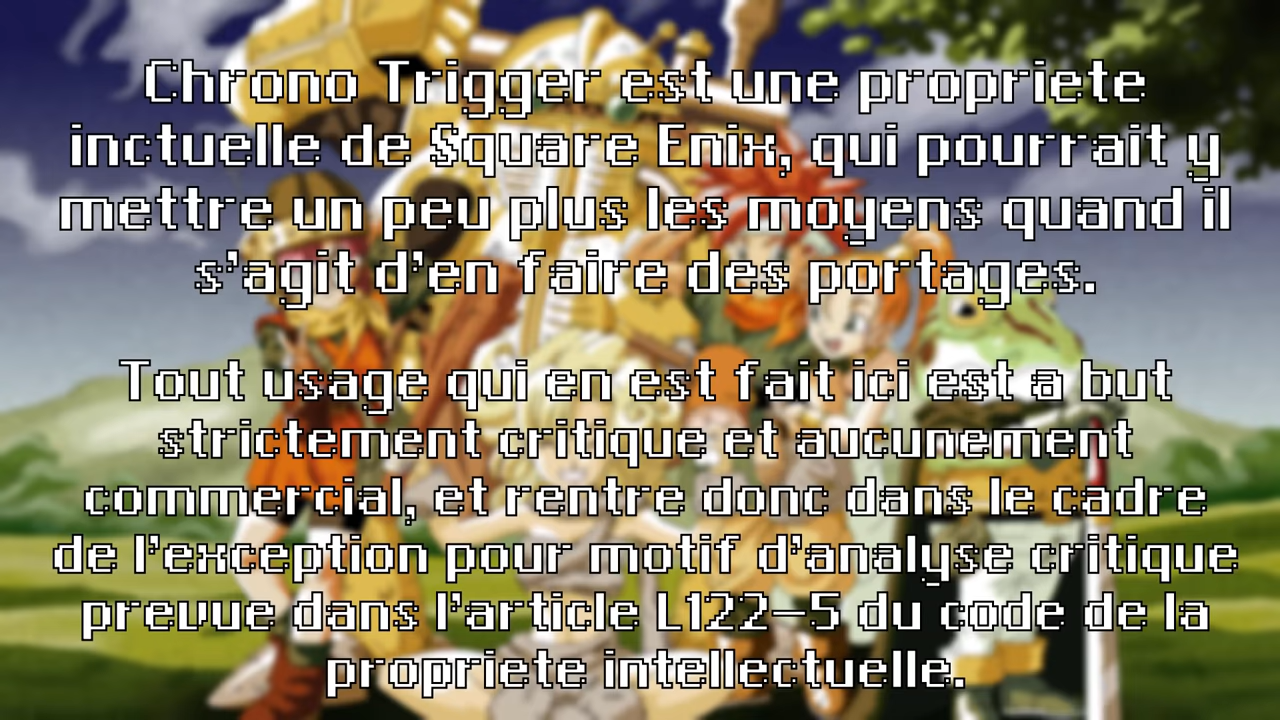 Chrono Trigger est une propriete
inctuelle de Square Enix, qui pourrait y
mettre un peu plus les moyens quand il
s'agit d'en faire des portages.
Tout usage qui en est fait ici est a but
strictement critique et aucunement
commercial, et rentre donc dans le cadre
de l'exception pour motif d'analyse critique
prevue dans l'article L122-5 du code de la
propriete intellectuelle.